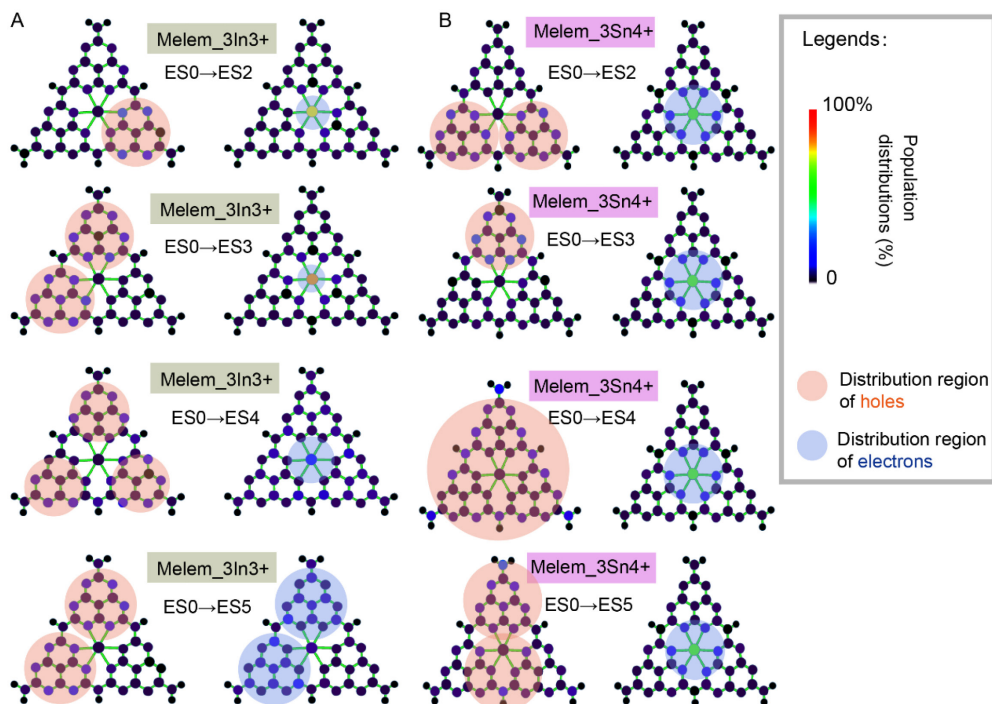 A
Melem_3In3+
ES0→ES2
Melem_3In3+
ES0→ES3
Melem_3In3+
ES0→ES4
Melem_3In3+
ES0→ES5
B
Melem_3Sn4+
ES0→ES2
Melem_3Sn4+
ES0→ES3
Melem_3Sn4+
ES0→ES4
Melem_3Sn4+
ES0→ES5
Legends:
100%
0
Population
distributions (%)
Distribution region
of holes
Distribution region
of electrons